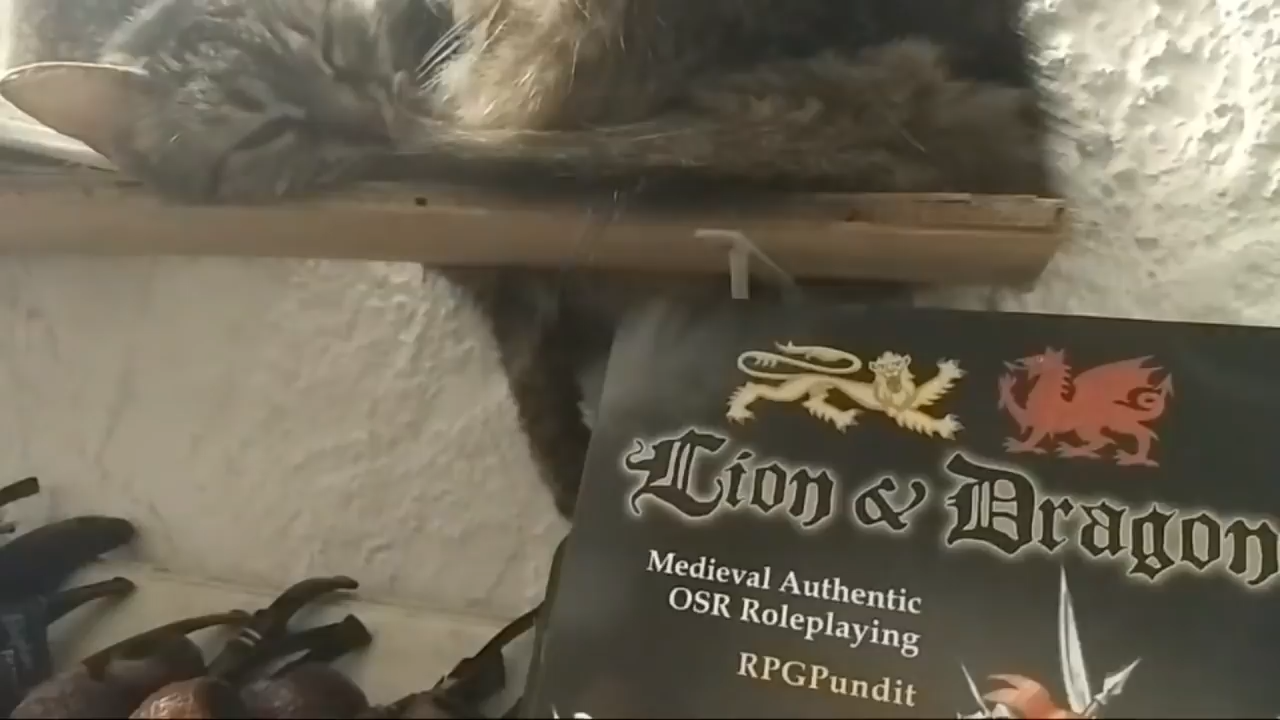 Lion & Dragon
Medieval Authentic
OSR Roleplaying
RPGPundit